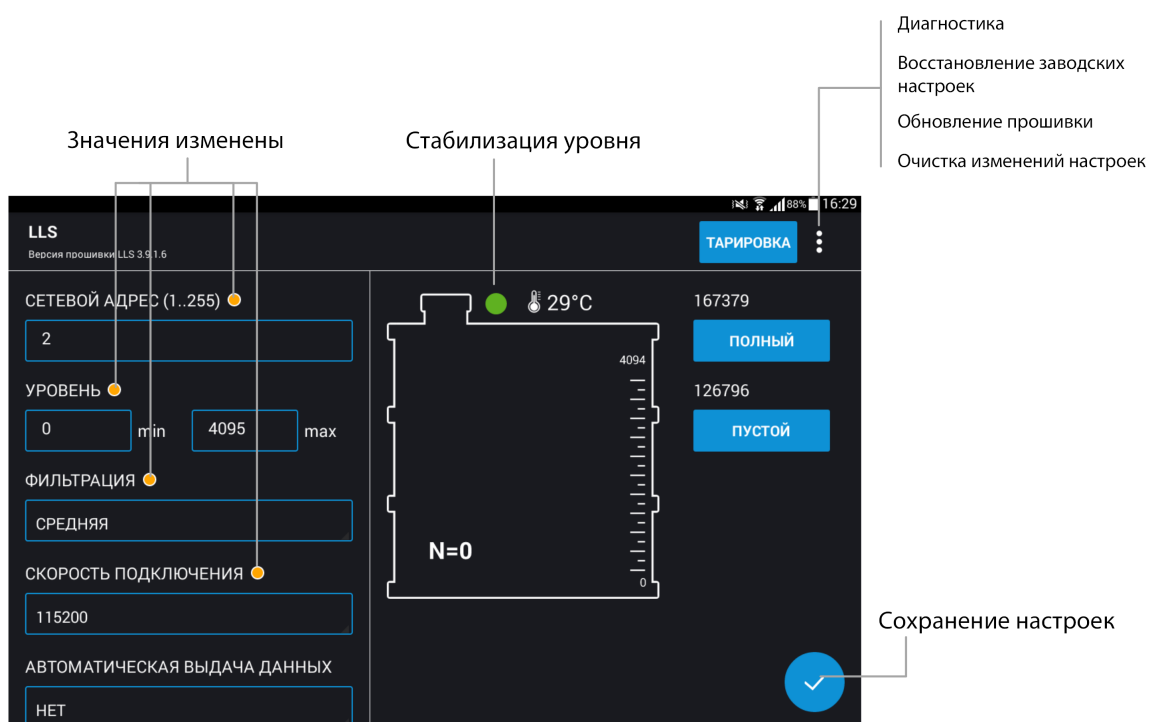 Диагностика
Восстановление заводских
настроек
Обновление прошивки
Очистка изменений настроек
Значения изменены
Стабилизация уровня
88% 16:29
LLS
Версия прошивки LLS 3.9.1.6
ТАРИРОВКА
СЕТЕВОЙ АДРЕС (1..255)
2
УРОВЕНЬ
0 min 4095 max
ФИЛЬТРАЦИЯ
СРЕДНЯЯ
СКОРОСТЬ ПОДКЛЮЧЕНИЯ
115200
АВТОМАТИЧЕСКАЯ ВЫДАЧА ДАННЫХ
НЕТ
29°C
4094
N=0
0
167379
ПОЛНЫЙ
126796
ПУСТОЙ
Сохранение настроек